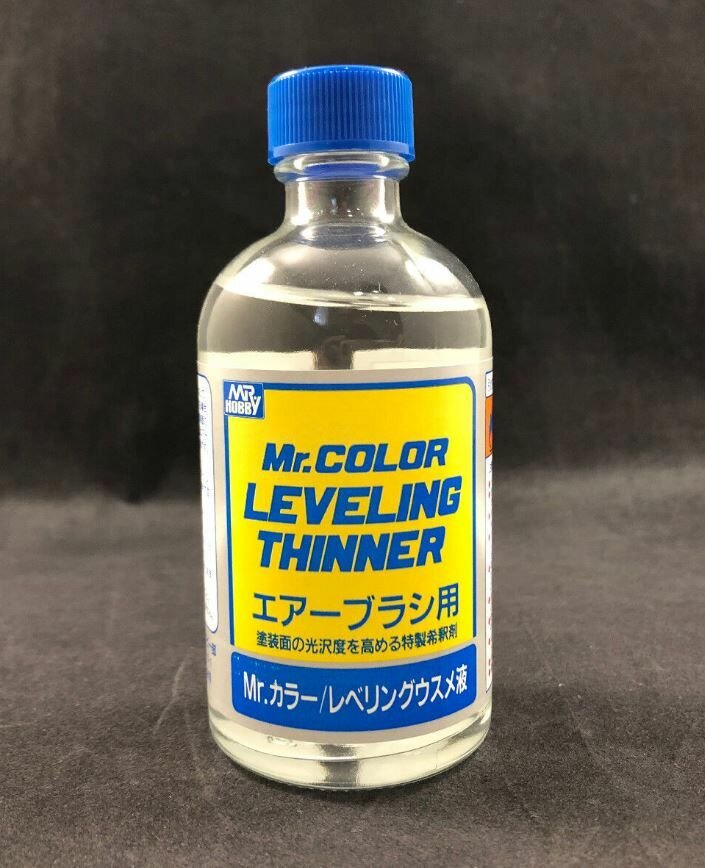 MR.
HOBBY
Mr.COLOR
LEVELING
THINNER
エアーブラシ用
塗装面の光沢度を高める特製希釈剤
Mr.カラー/レベリングウスメ液